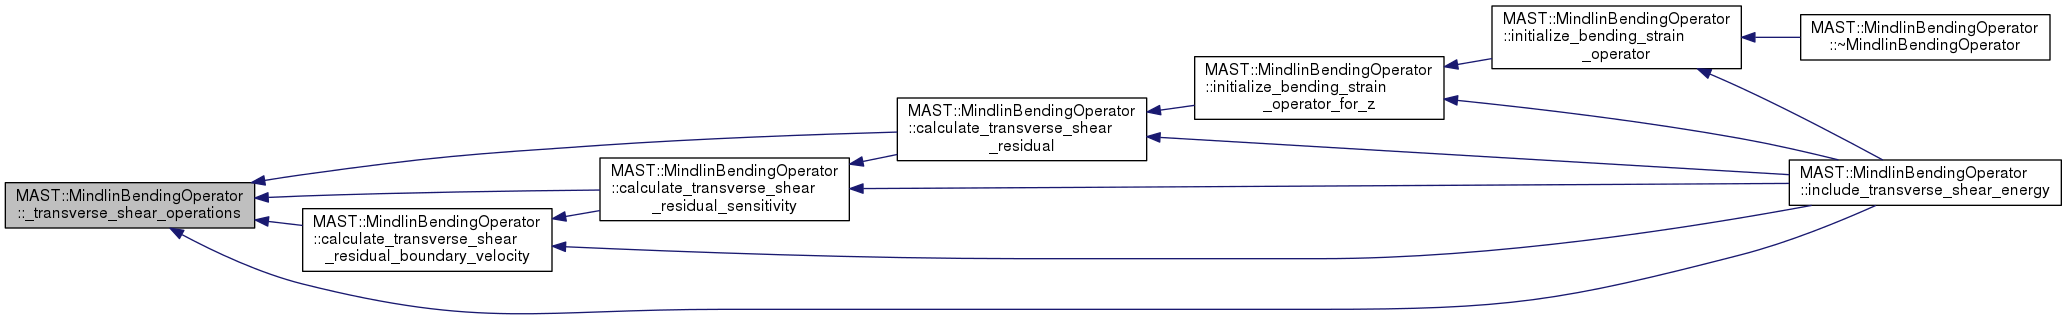 MAST::MindlinBendingOperator
::_transverse_shear_operations
MAST::MindlinBendingOperator
::calculate_transverse_shear
_residual_boundary_velocity
MAST::MindlinBendingOperator
::calculate_transverse_shear
_residual_sensitivity
MAST::MindlinBendingOperator
::calculate_transverse_shear
_residual
MAST::MindlinBendingOperator
::initialize_bending_strain
_operator_for_z
MAST::MindlinBendingOperator
::initialize_bending_strain
_operator
MAST::MindlinBendingOperator
::~MindlinBendingOperator
MAST::MindlinBendingOperator
::include_transverse_shear_energy